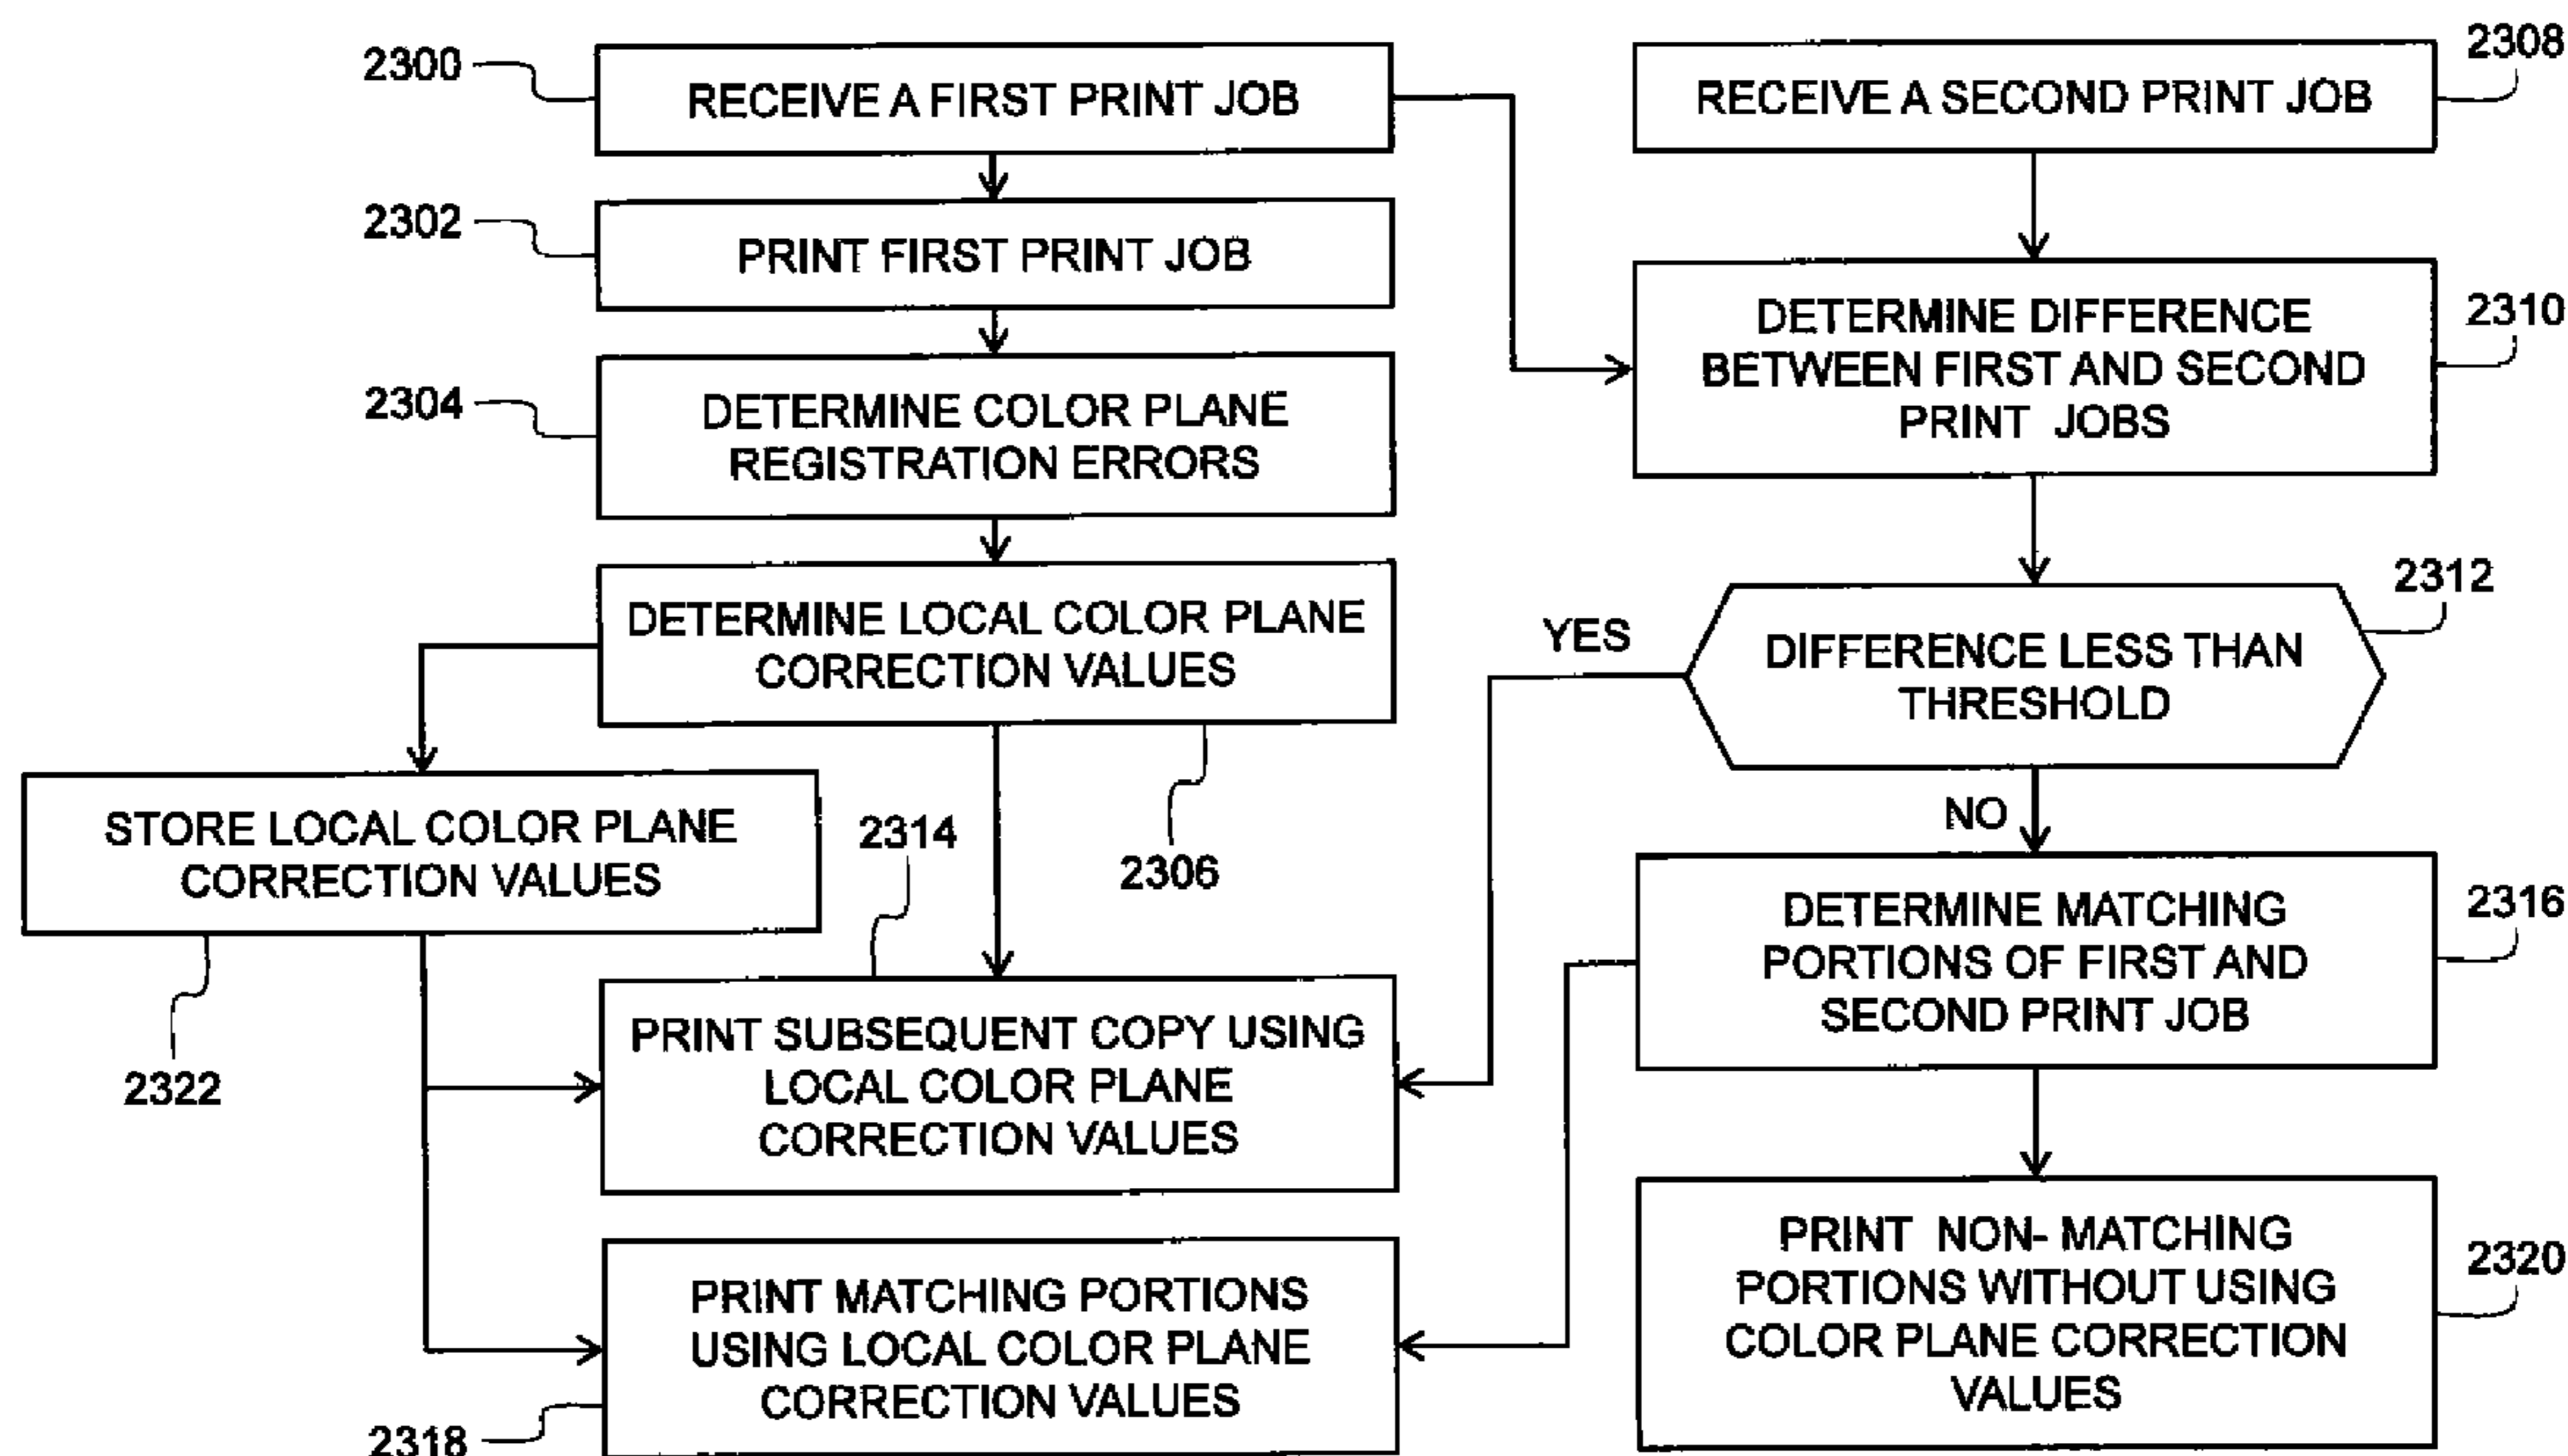 2300
RECEIVE A FIRST PRINT JOB
2302
PRINT FIRST PRINT JOB
2304
DETERMINE COLOR PLANE
REGISTRATION ERRORS
DETERMINE LOCAL COLOR PLANE
CORRECTION VALUES
2306
STORE LOCAL COLOR PLANE
CORRECTION VALUES
2322
2314
PRINT SUBSEQUENT COPY USING
LOCAL COLOR PLANE
CORRECTION VALUES
PRINT MATCHING PORTIONS
USING LOCAL COLOR PLANE
CORRECTION VALUES
2318
2308
RECEIVE A SECOND PRINT JOB
2310
DETERMINE DIFFERENCE
BETWEEN FIRST AND SECOND
PRINT JOBS
2312
DIFFERENCE LESS THAN
THRESHOLD
YES
NO
2316
DETERMINE MATCHING
PORTIONS OF FIRST AND
SECOND PRINT JOB
2320
PRINT NON- MATCHING
PORTIONS WITHOUT USING
COLOR PLANE CORRECTION
VALUES